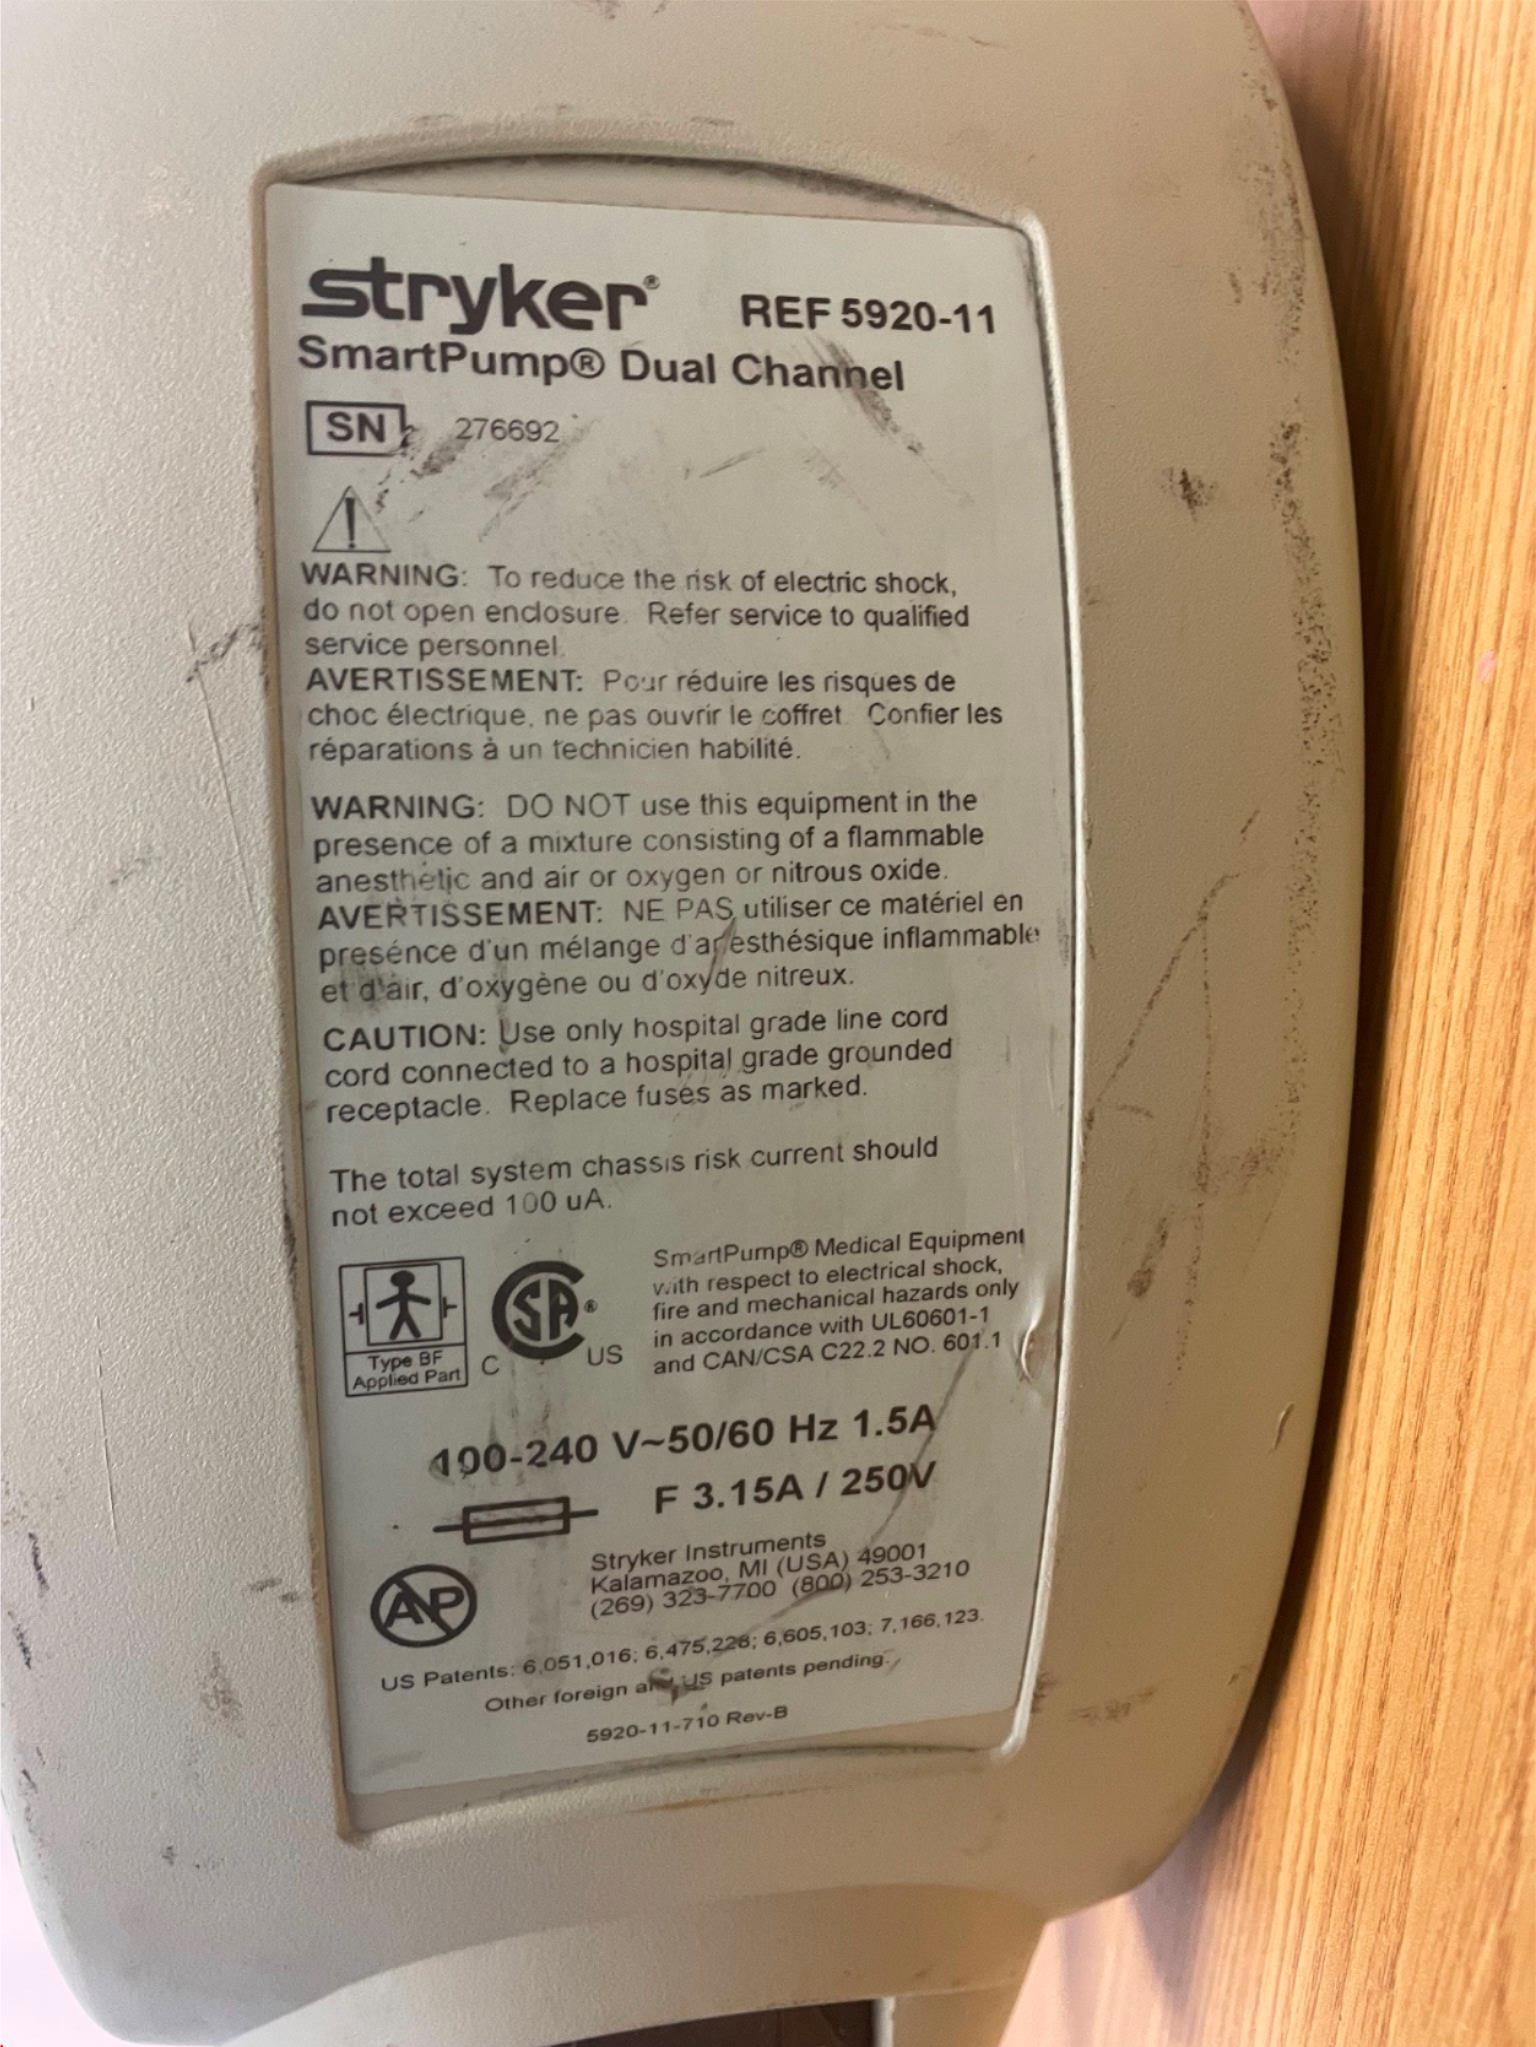 stryker® REF 5920-11
SmartPump® Dual Channel
SN 276692
WARNING: To reduce the risk of electric shock,
do not open enclosure. Refer service to qualified
service personnel.
AVERTISSEMENT: Pour réduire les risques de
choc électrique, ne pas ouvrir le coffret. Confier les
réparations à un technicien habilité.
WARNING: DO NOT use this equipment in the
presence of a mixture consisting of a flammable
anesthetic and air or oxygen or nitrous oxide.
AVERTISSEMENT: NE PAS utiliser ce matériel en
presénce d'un mélange d'anesthésique inflammable
et d'air, d'oxygène ou d'oxyde nitreux.
CAUTION: Use only hospital grade line cord
cord connected to a hospital grade grounded
receptacle. Replace fuses as marked.
The total system chassis risk current should
not exceed 100 uA.
Type BF
Applied Part
C SA® US
SmartPump® Medical Equipment
with respect to electrical shock,
fire and mechanical hazards only
in accordance with UL60601-1
and CAN/CSA C22.2 NO. 601.1
100-240 V~50/60 Hz 1.5A
F 3.15A / 250V
AP
Stryker Instruments
Kalamazoo, MI (USA) 49001
(269) 323-7700 (800) 253-3210
US Patents: 6,051,016; 6,475,228; 6,605,103; 7,166,123.
Other foreign and US patents pending.
5920-11-710 Rev-B